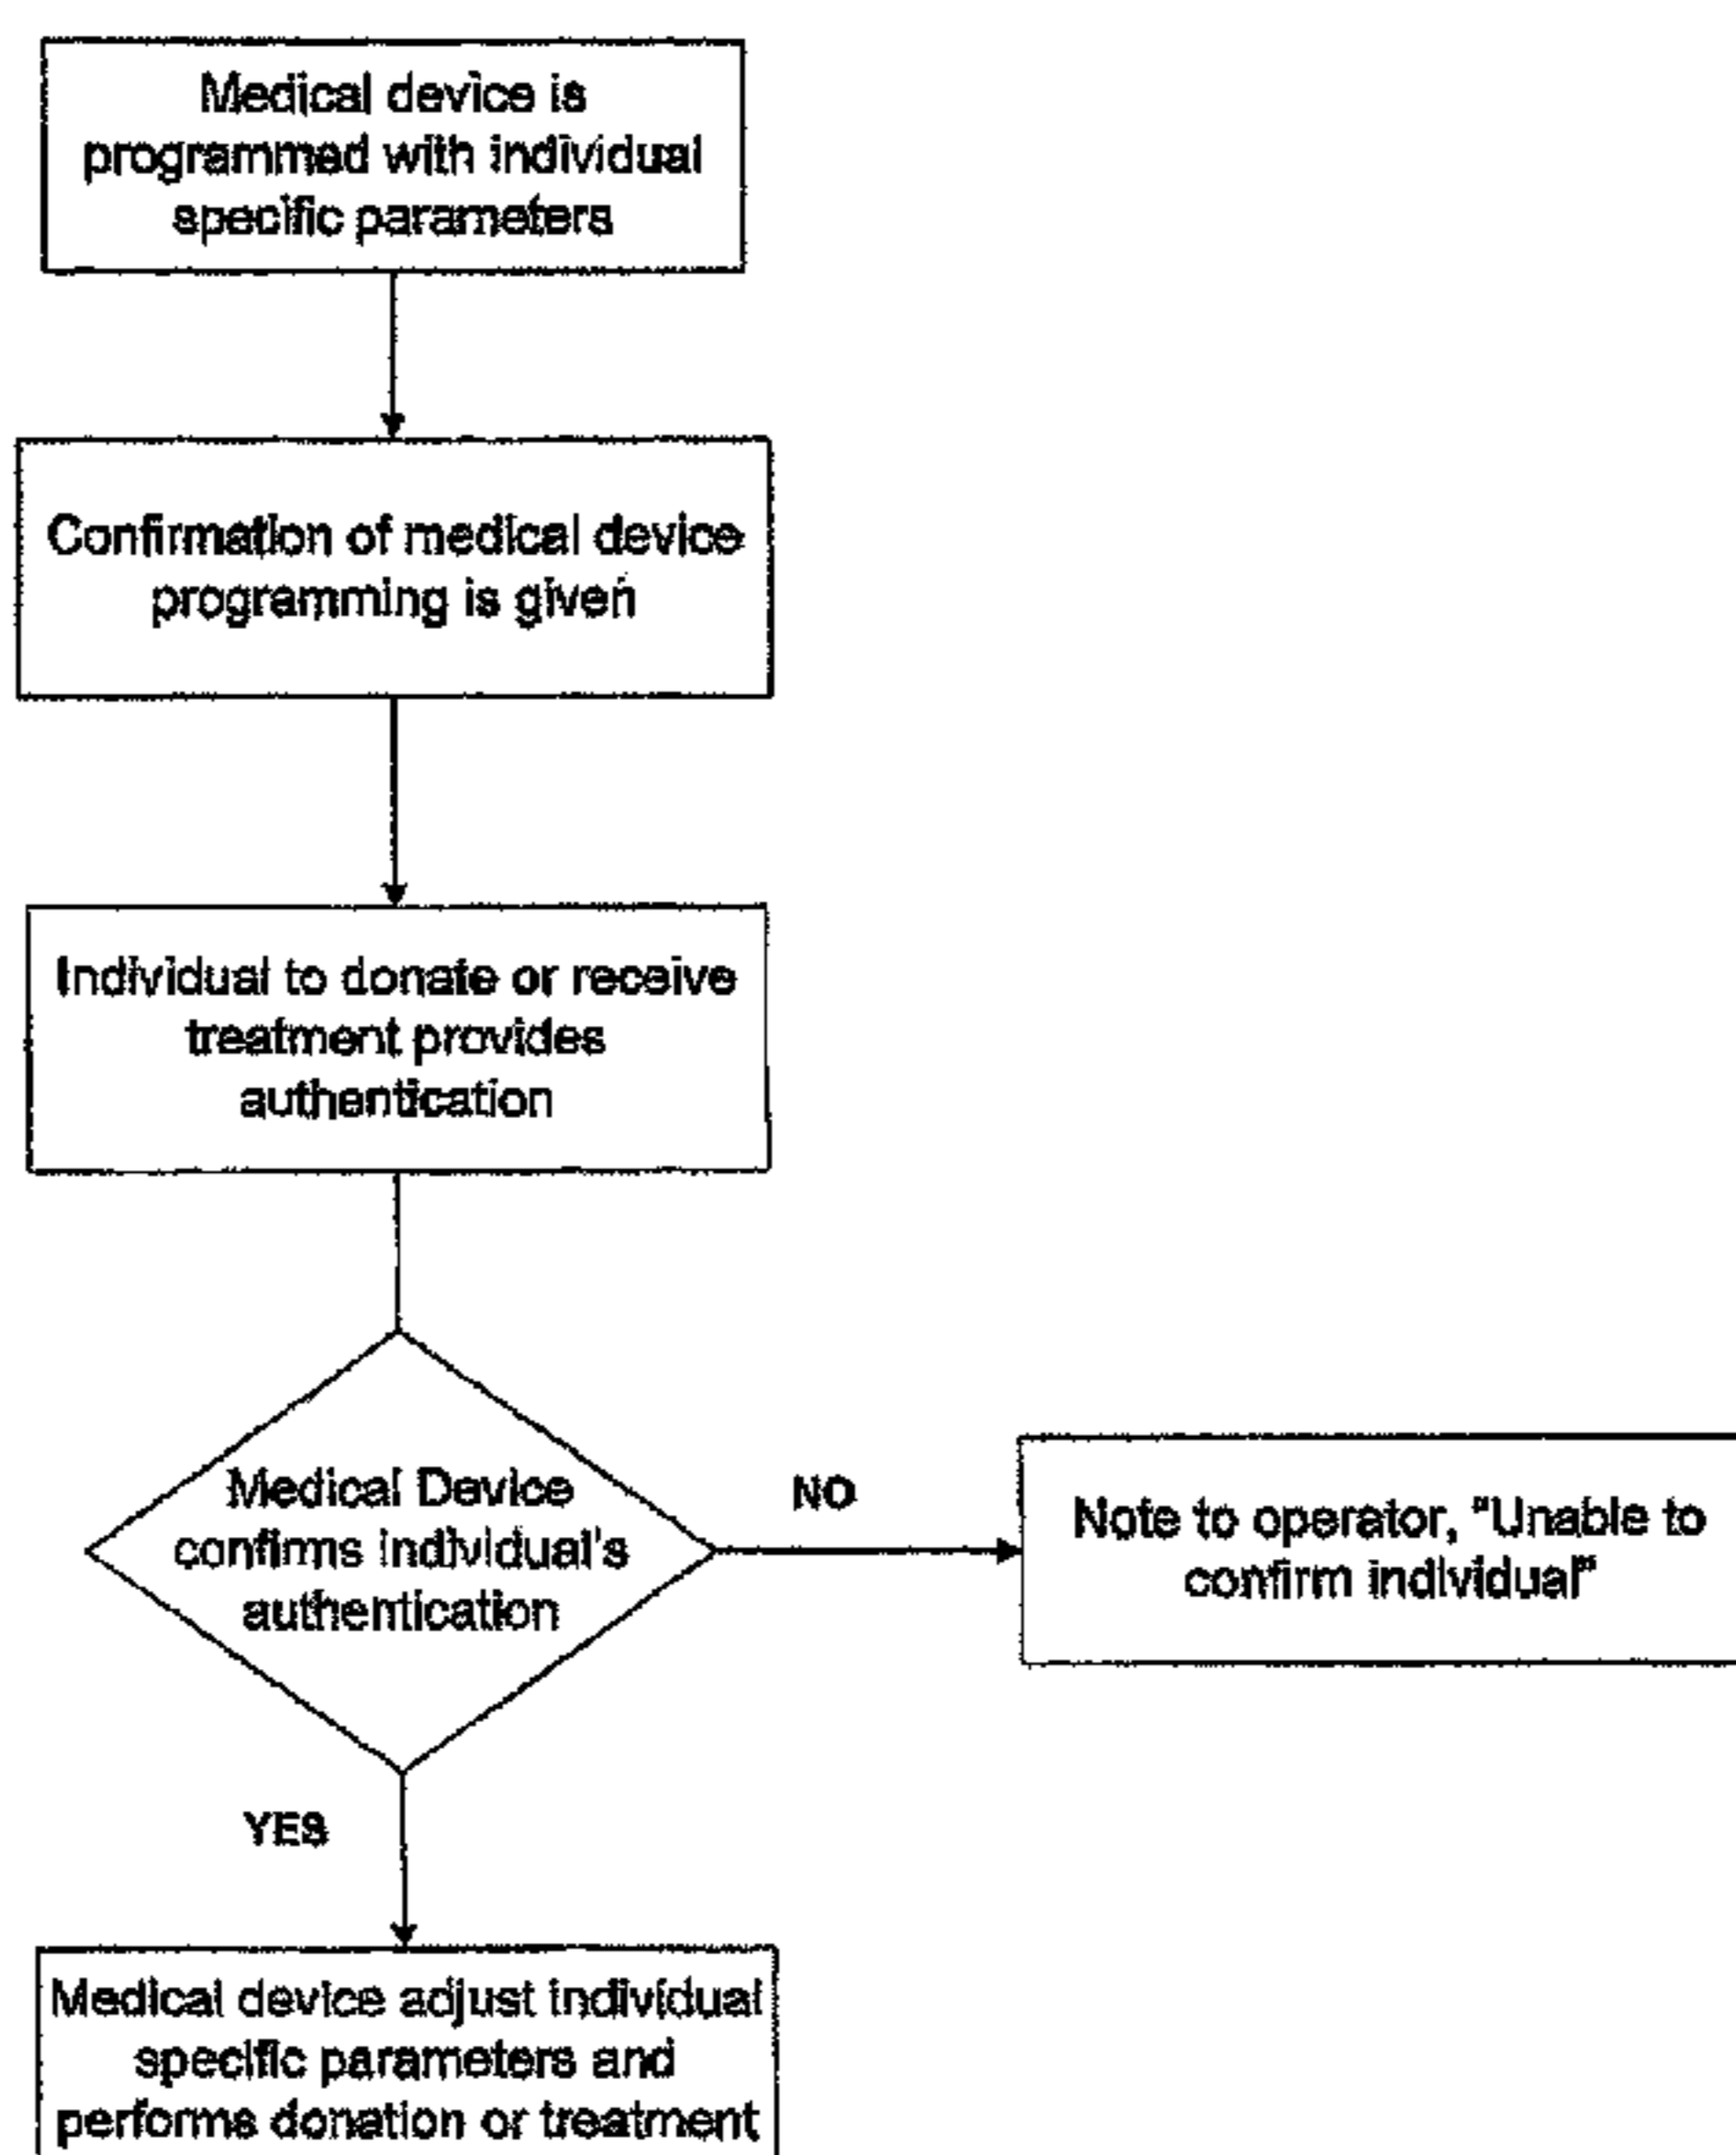 Medical device is
programmed with individual
specific parameters
Confirmation of medical device
programming is given
Individual to donate or receive
treatment provides
authentication
Medical Device
confirms individual's
authentication
NO
Note to operator, "Unable to
confirm individual"
YES
Medical device adjust individual
specific parameters and
performs donation or treatment